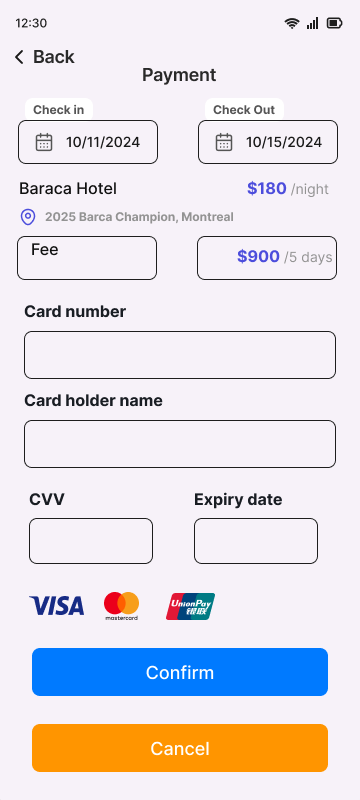 12:30
Back
Payment
Check in
Check Out
10/11/2024
10/15/2024
Baraca Hotel
$180 /night
2025 Barca Champion, Montreal
Fee
$900 /5 days
Card number
Card holder name
CVV
Expiry date
VISA
mastercard
UnionPay
银联
Confirm
Cancel